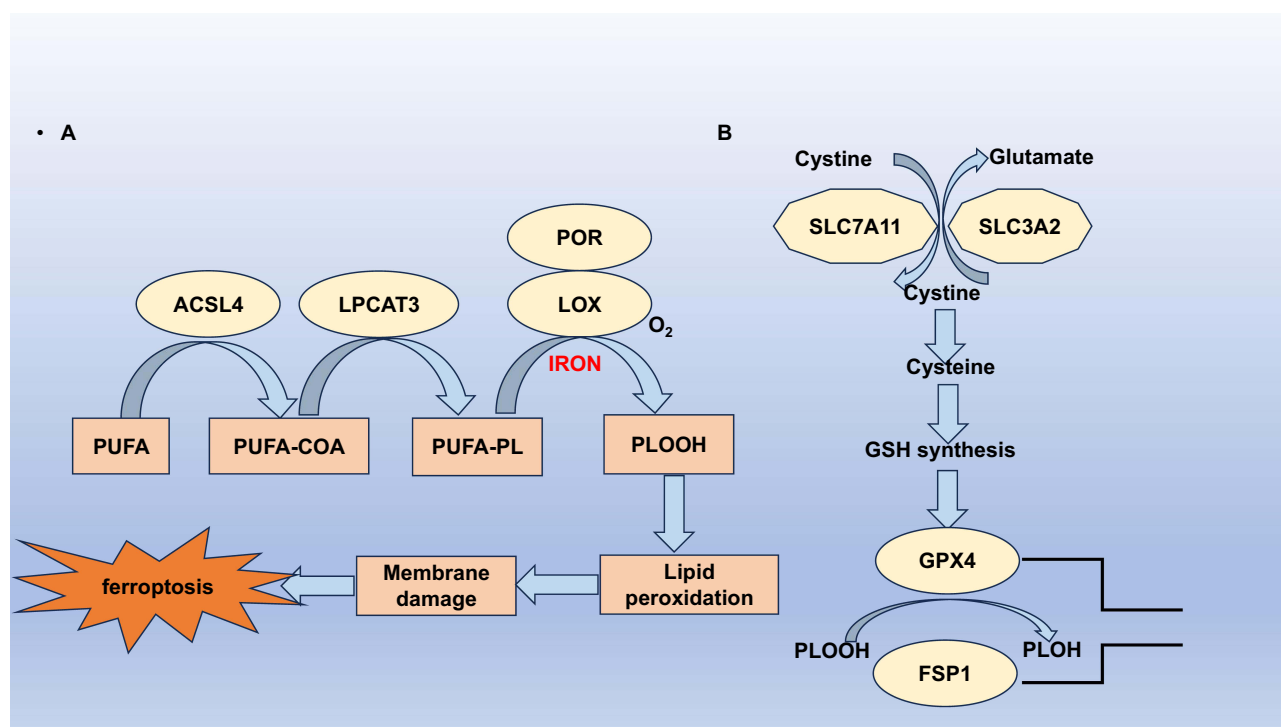 • A
POR
ACSL4
LPCAT3
LOX
O₂
IRON
PUFA
PUFA-COA
PUFA-PL
PLOOH
ferroptosis
Membrane
damage
Lipid
peroxidation
B
Cystine
Glutamate
SLC7A11
SLC3A2
Cystine
Cysteine
GSH synthesis
GPX4
PLOOH
PLOH
FSP1